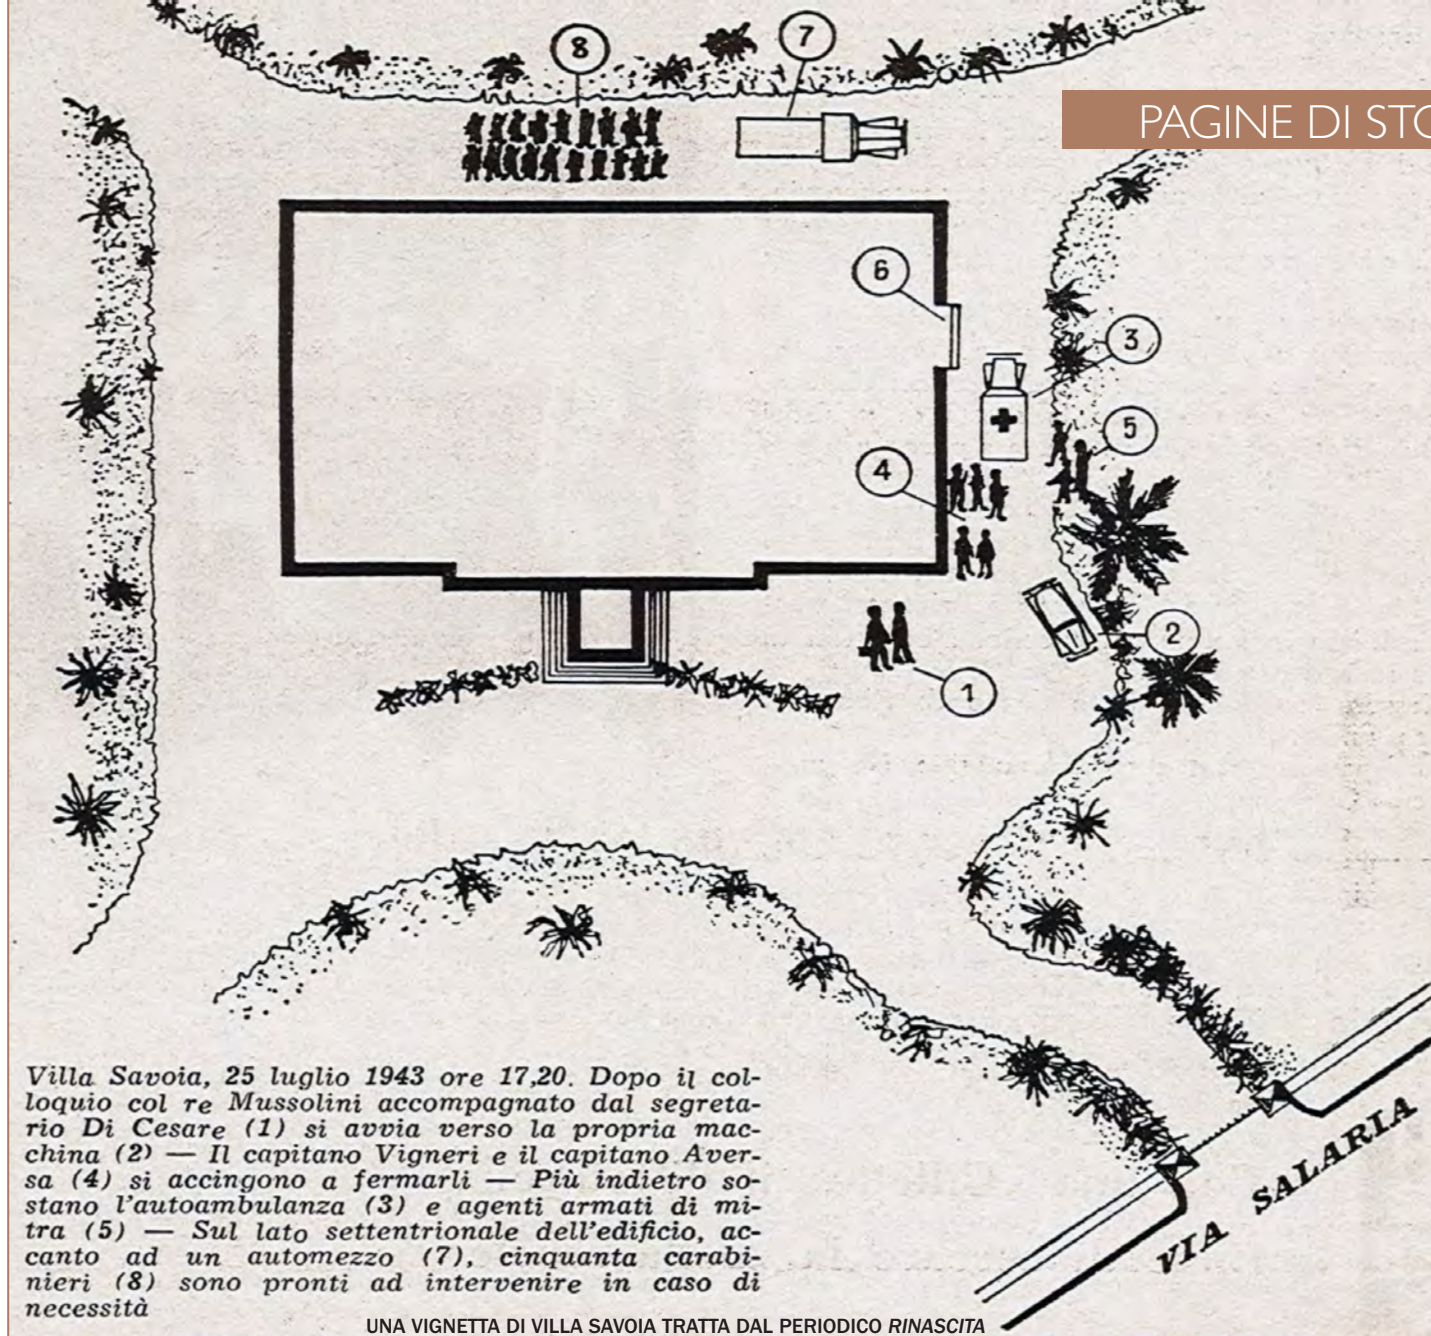 8
7
PAGINE DI STO
6
3
5
4
2
1
Villa Savoia, 25 luglio 1943 ore 17,20. Dopo il col-
loquio col re Mussolini accompagnato dal segreta-
rio Di Cesare (1) si avvia verso la propria mac-
china (2) — Il capitano Vigneri e il capitano Aver-
sa (4) si accingono a fermarli — Più indietro so-
stano l'autoambulanza (3) e agenti armati di mi-
tra (5) — Sul lato settentrionale dell'edificio, ac-
canto ad un automezzo (7), cinquanta carabi-
nieri (8) sono pronti ad intervenire in caso di
necessità
VIA SALARIA
UNA VIGNETTA DI VILLA SAVOIA TRATTA DAL PERIODICO RINASCITA